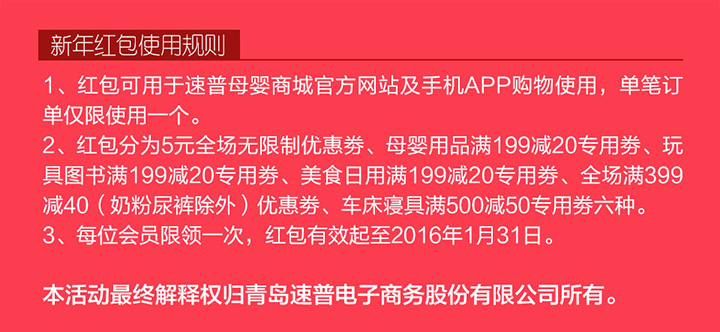 新年红包使用规则
1、红包可用于速普母婴商城官方网站及手机APP购物使用，单笔订
单仅限使用一个。
2、红包分为5元全场无限制优惠券、母婴用品满199减20专用券、玩
具图书满199减20专用券、美食日用满199减20专用券、全场满399
减40（奶粉尿裤除外）优惠券、车床寝具满500减50专用券六种。
3、每位会员限领一次，红包有效起至2016年1月31日。
本活动最终解释权归青岛速普电子商务股份有限公司所有。